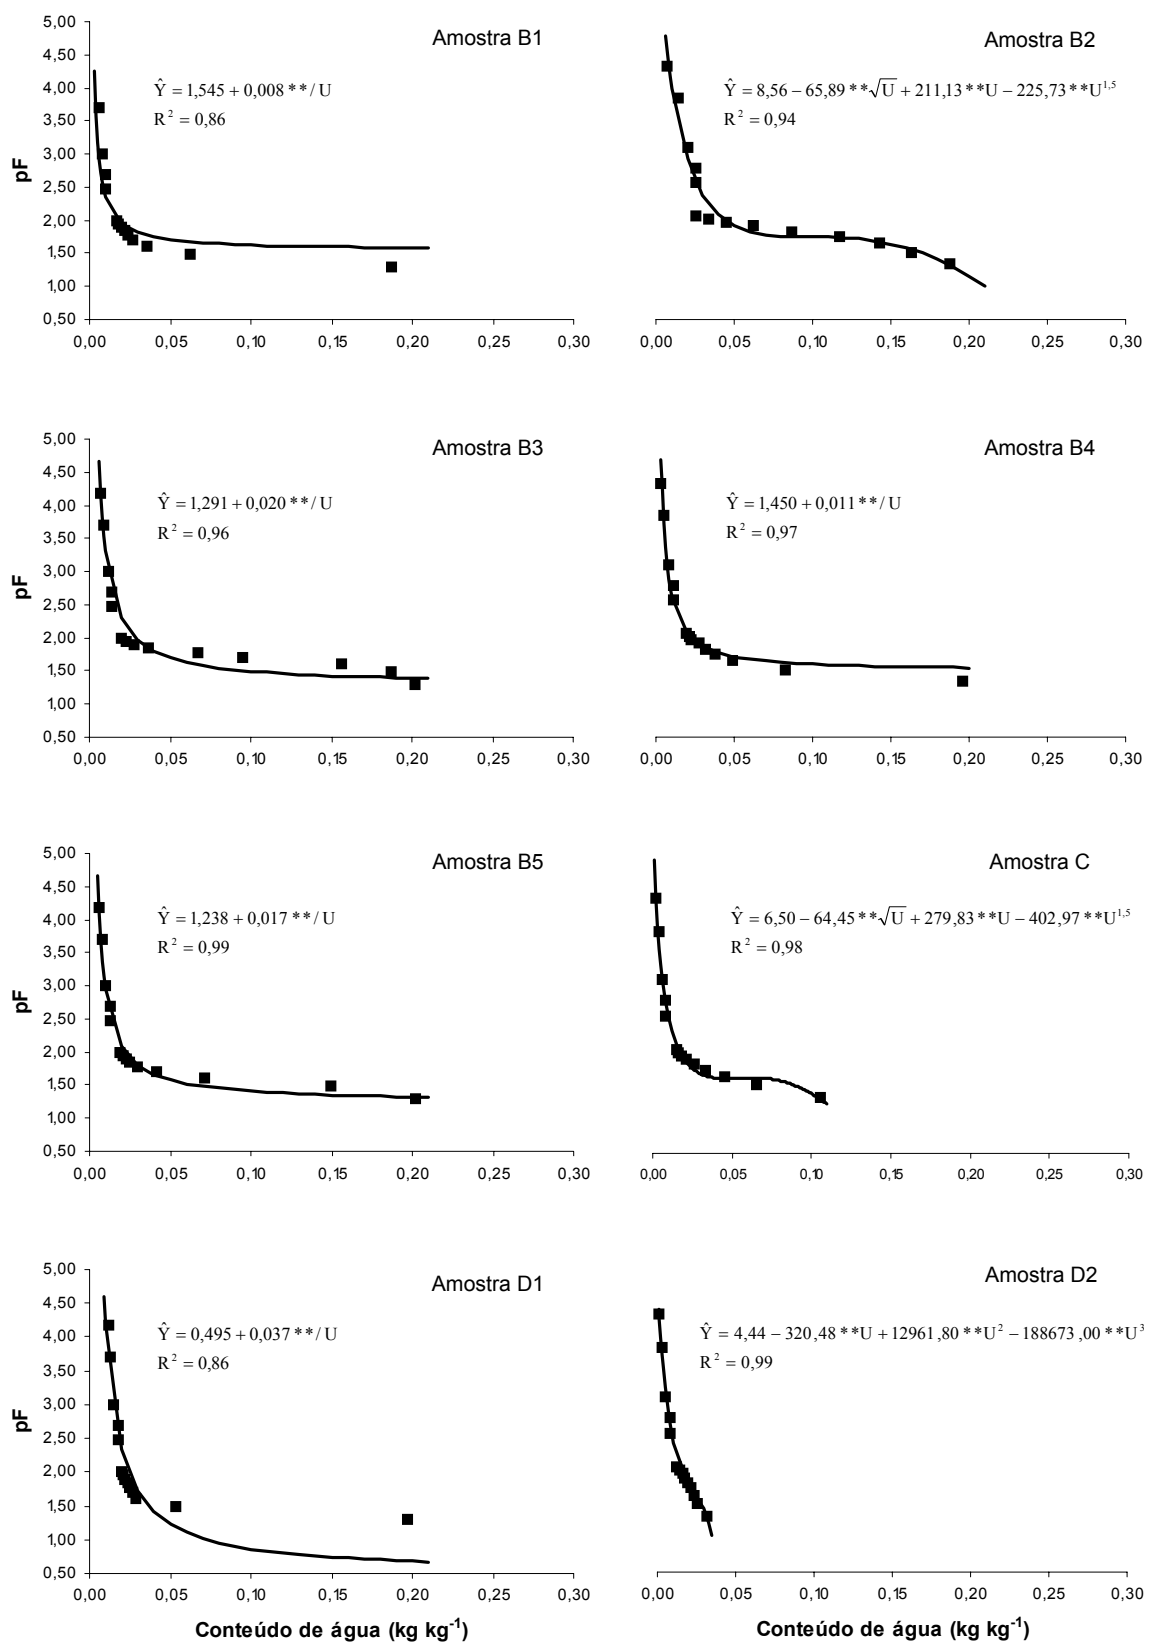 Amostra B1
Ŷ = 1,545 + 0,008 **/ U
R² = 0,86
pF
5,00
4,50
4,00
3,50
3,00
2,50
2,00
1,50
1,00
0,50
0,00 0,05 0,10 0,15 0,20 0,25 0,30
Amostra B2
Ŷ = 8,56 − 65,89 **√U + 211,13 **U − 225,73 **U^1,5
R² = 0,94
0,00 0,05 0,10 0,15 0,20 0,25 0,30
Amostra B3
Ŷ = 1,291 + 0,020 **/ U
R² = 0,96
pF
5,00
4,50
4,00
3,50
3,00
2,50
2,00
1,50
1,00
0,50
0,00 0,05 0,10 0,15 0,20 0,25 0,30
Amostra B4
Ŷ = 1,450 + 0,011 **/ U
R² = 0,97
0,00 0,05 0,10 0,15 0,20 0,25 0,30
Amostra B5
Ŷ = 1,238 + 0,017 **/ U
R² = 0,99
pF
5,00
4,50
4,00
3,50
3,00
2,50
2,00
1,50
1,00
0,50
0,00 0,05 0,10 0,15 0,20 0,25 0,30
Amostra C
Ŷ = 6,50 − 64,45 **√U + 279,83 **U − 402,97 **U^1,5
R² = 0,98
0,00 0,05 0,10 0,15 0,20 0,25 0,30
Amostra D1
Ŷ = 0,495 + 0,037 **/ U
R² = 0,86
pF
5,00
4,50
4,00
3,50
3,00
2,50
2,00
1,50
1,00
0,50
0,00 0,05 0,10 0,15 0,20 0,25 0,30
Conteúdo de água (kg kg⁻¹)
Amostra D2
Ŷ = 4,44 − 320,48 **U + 12961,80 **U² − 188673,00 **U³
R² = 0,99
0,00 0,05 0,10 0,15 0,20 0,25 0,30
Conteúdo de água (kg kg⁻¹)